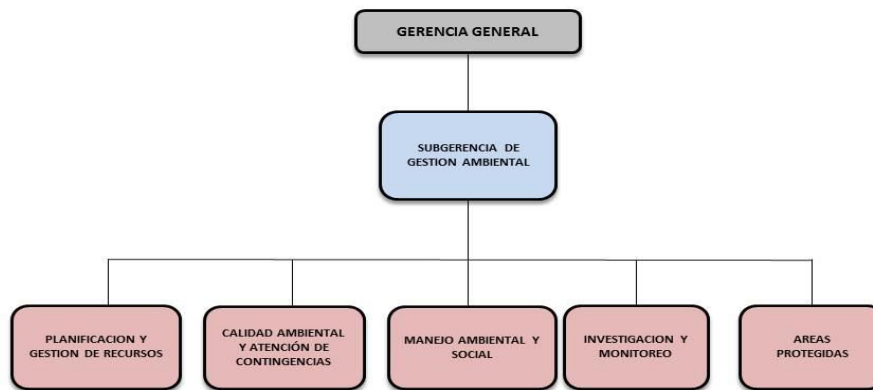 GERENCIA GENERAL
SUBGERENCIA DE
GESTION AMBIENTAL
PLANIFICACION Y
GESTION DE RECURSOS
CALIDAD AMBIENTAL
Y ATENCIÓN DE
CONTINGENCIAS
MANEJO AMBIENTAL Y
SOCIAL
INVESTIGACION Y
MONITOREO
AREAS
PROTEGIDAS